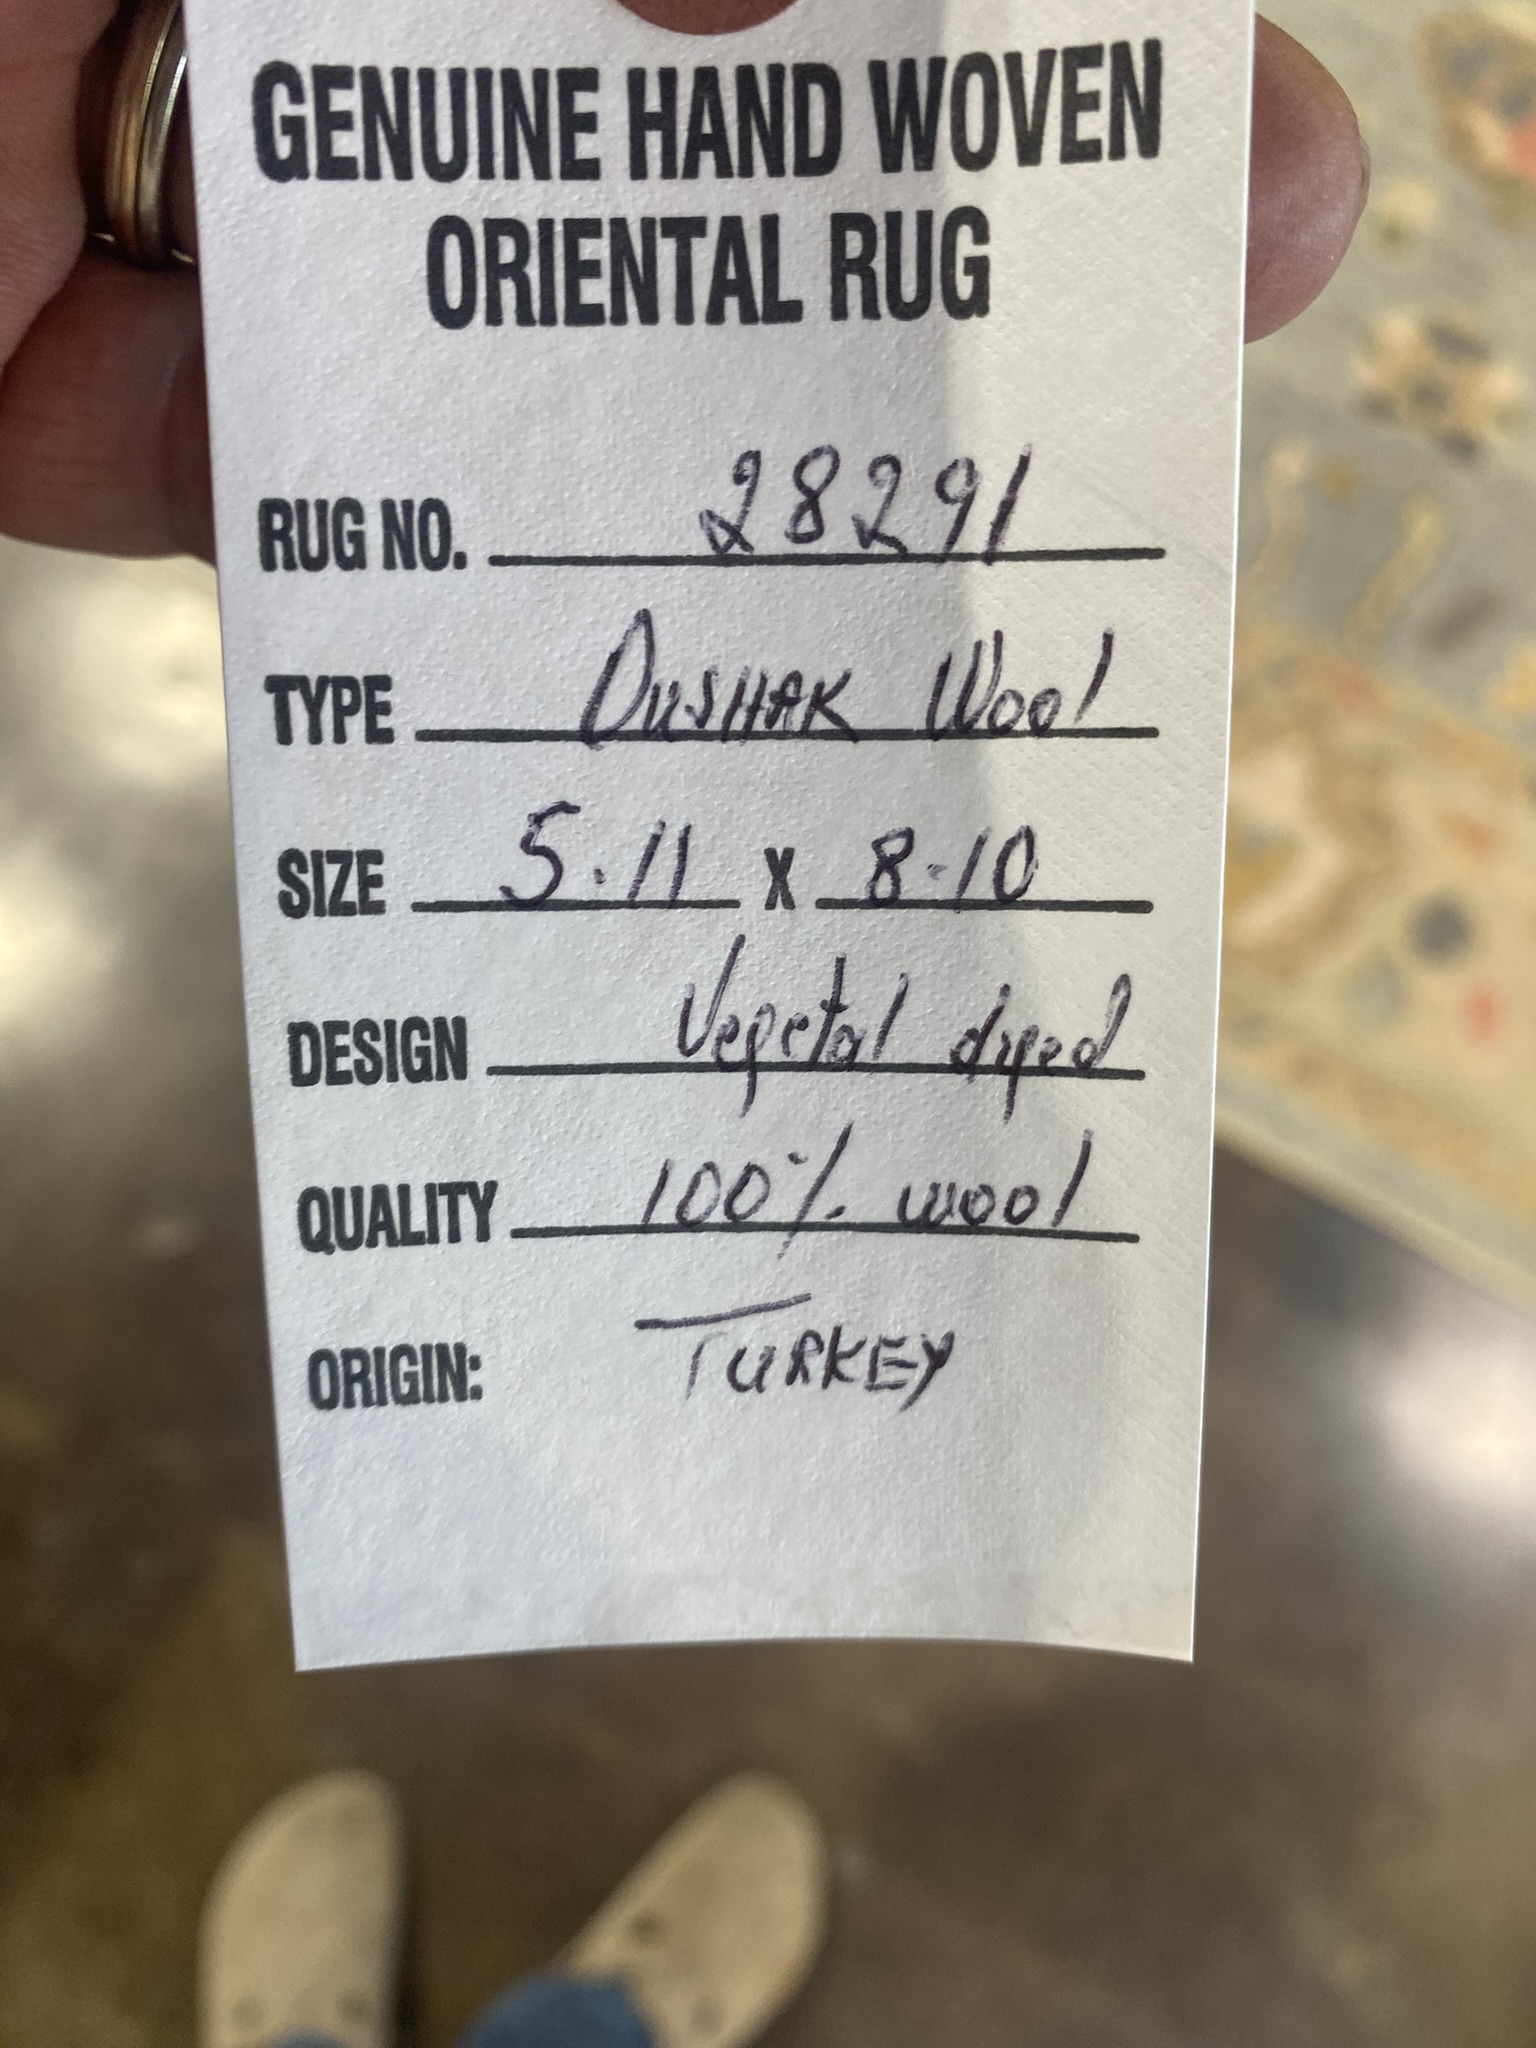 GENUINE HAND WOVEN
ORIENTAL RUG
RUG NO. 28291
TYPE OUSHAK Wool
SIZE 5.11 X 8.10
DESIGN Vegetal dyed
QUALITY 100% wool
ORIGIN: TURKEY